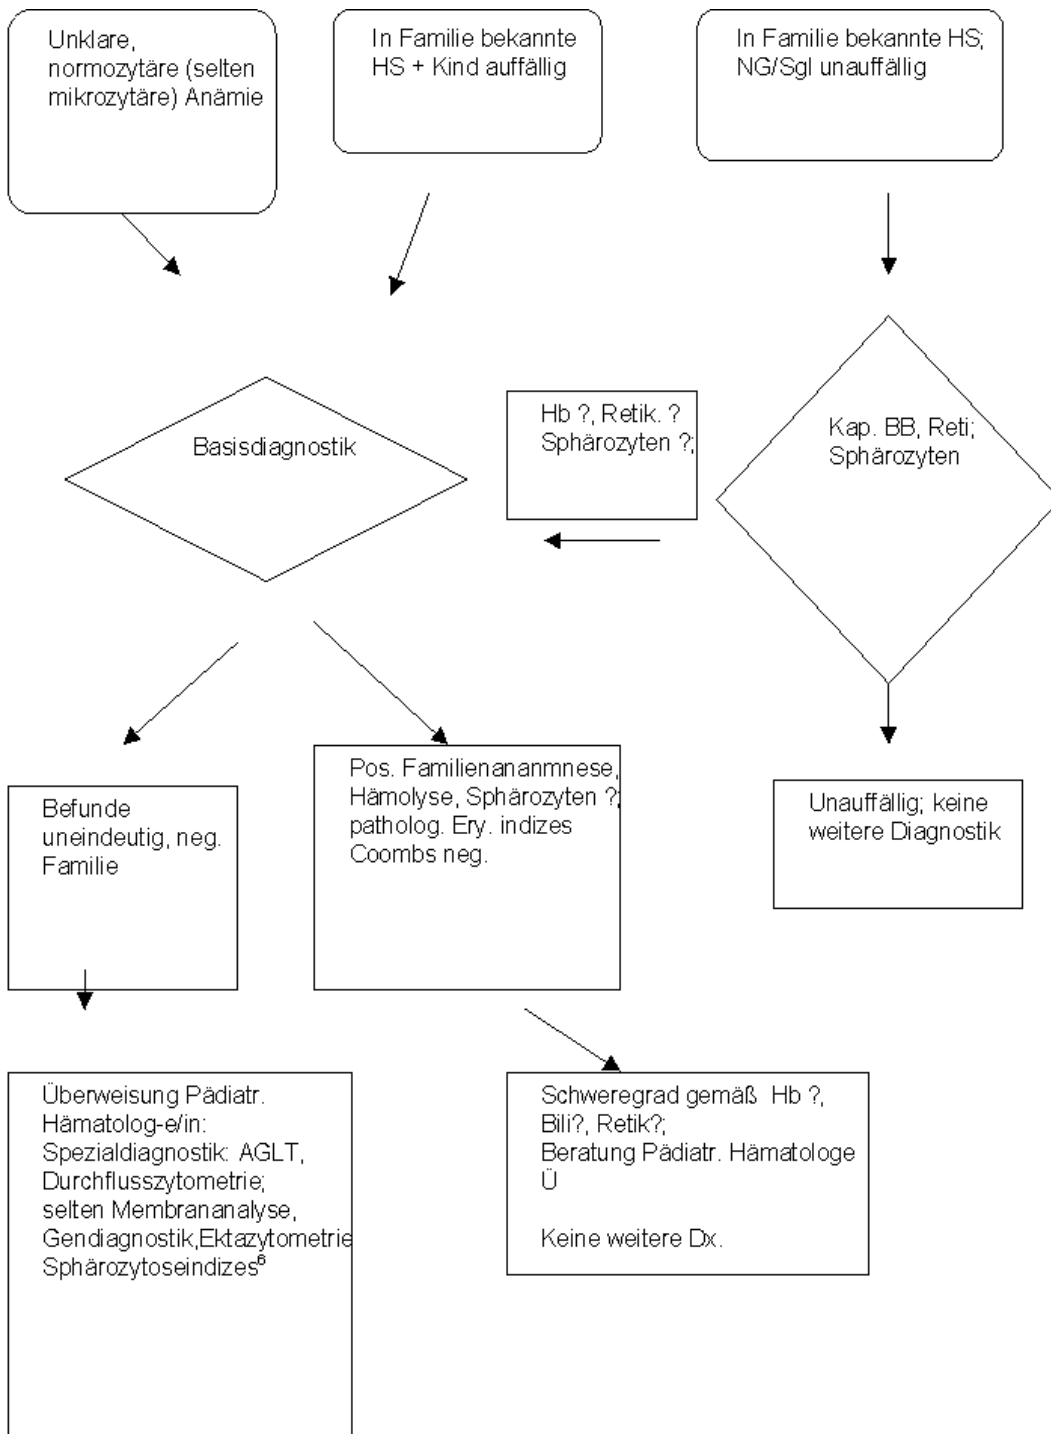 Unklare,
normozytäre (selten
mikrozytäre) Anämie
In Familie bekannte
HS + Kind auffällig
In Familie bekannte HS;
NG/Sgl unauffällig
Basisdiagnostik
Hb ?, Retik. ?
Sphärozyten ?;
Kap. BB, Reti;
Sphärozyten
Befunde
uneindeutig, neg.
Familie
Pos. Familienananmnese,
Hämolyse, Sphärozyten ?;
patholog. Ery. indizes
Coombs neg.
Unauffällig; keine
weitere Diagnostik
Überweisung Pädiatr.
Hämatolog-e/in:
Spezialdiagnostik: AGLT,
Durchflusszytometrie;
selten Membrananalyse,
Gendiagnostik,Ektazytometrie
Sphärozytoseindizes⁶
Schweregrad gemäß Hb ?,
Bili?, Retik?;
Beratung Pädiatr. Hämatologe
Ü
Keine weitere Dx.